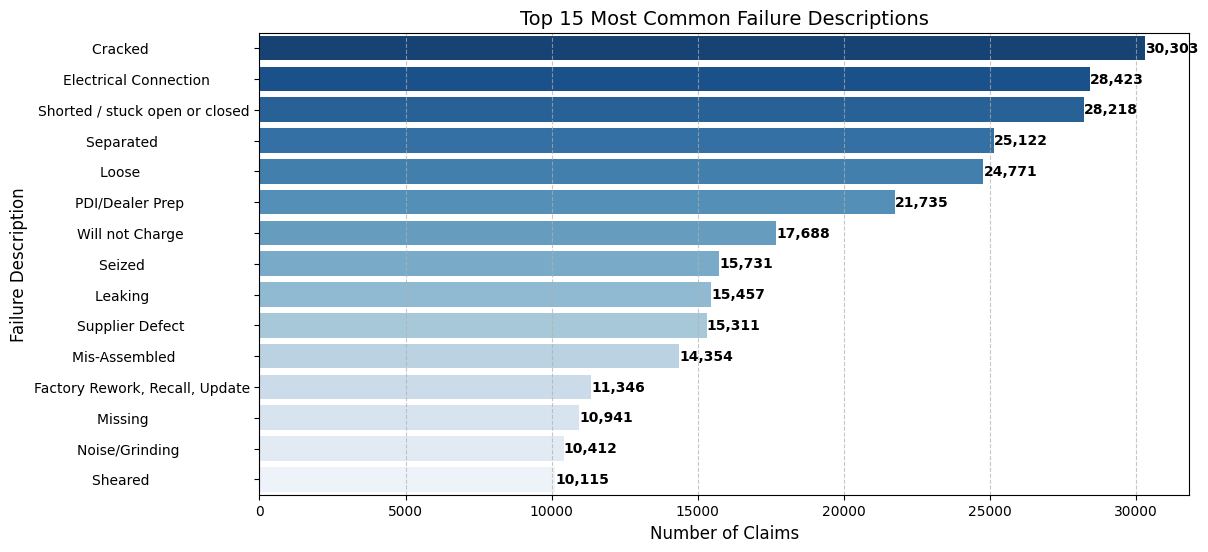 Top 15 Most Common Failure Descriptions
Failure Description
Cracked 30,303
Electrical Connection 28,423
Shorted / stuck open or closed 28,218
Separated 25,122
Loose 24,771
PDI/Dealer Prep 21,735
Will not Charge 17,688
Seized 15,731
Leaking 15,457
Supplier Defect 15,311
Mis-Assembled 14,354
Factory Rework, Recall, Update 11,346
Missing 10,941
Noise/Grinding 10,412
Sheared 10,115
0 5000 10000 15000 20000 25000 30000
Number of Claims